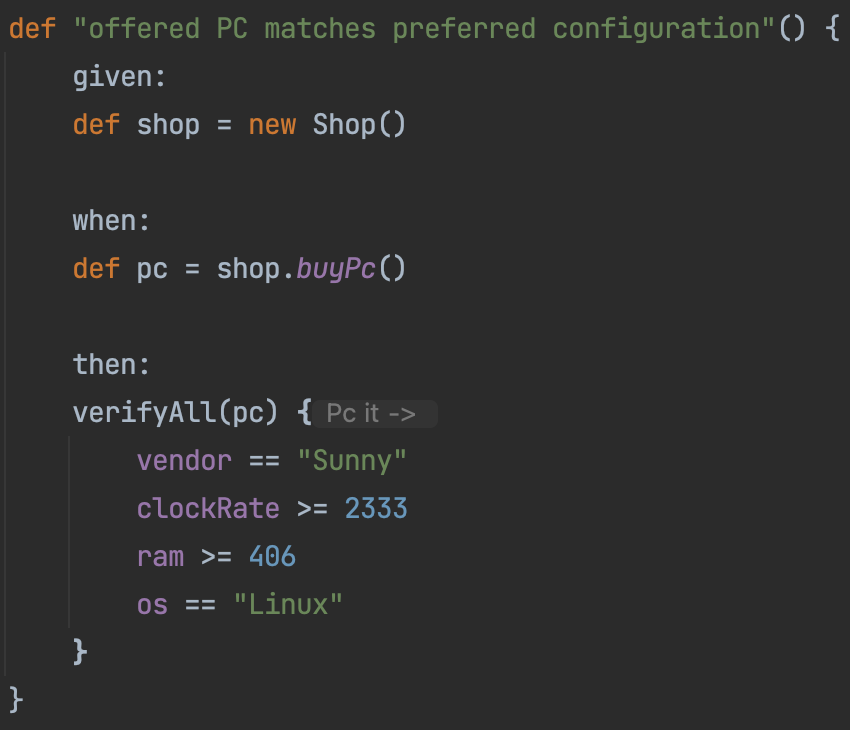 def "offered PC matches preferred configuration"() {
given:
def shop = new Shop()
when:
def pc = shop.buyPc()
then:
verifyAll(pc) { Pc it ->
vendor == "Sunny"
clockRate >= 2333
ram >= 406
os == "Linux"
}
}